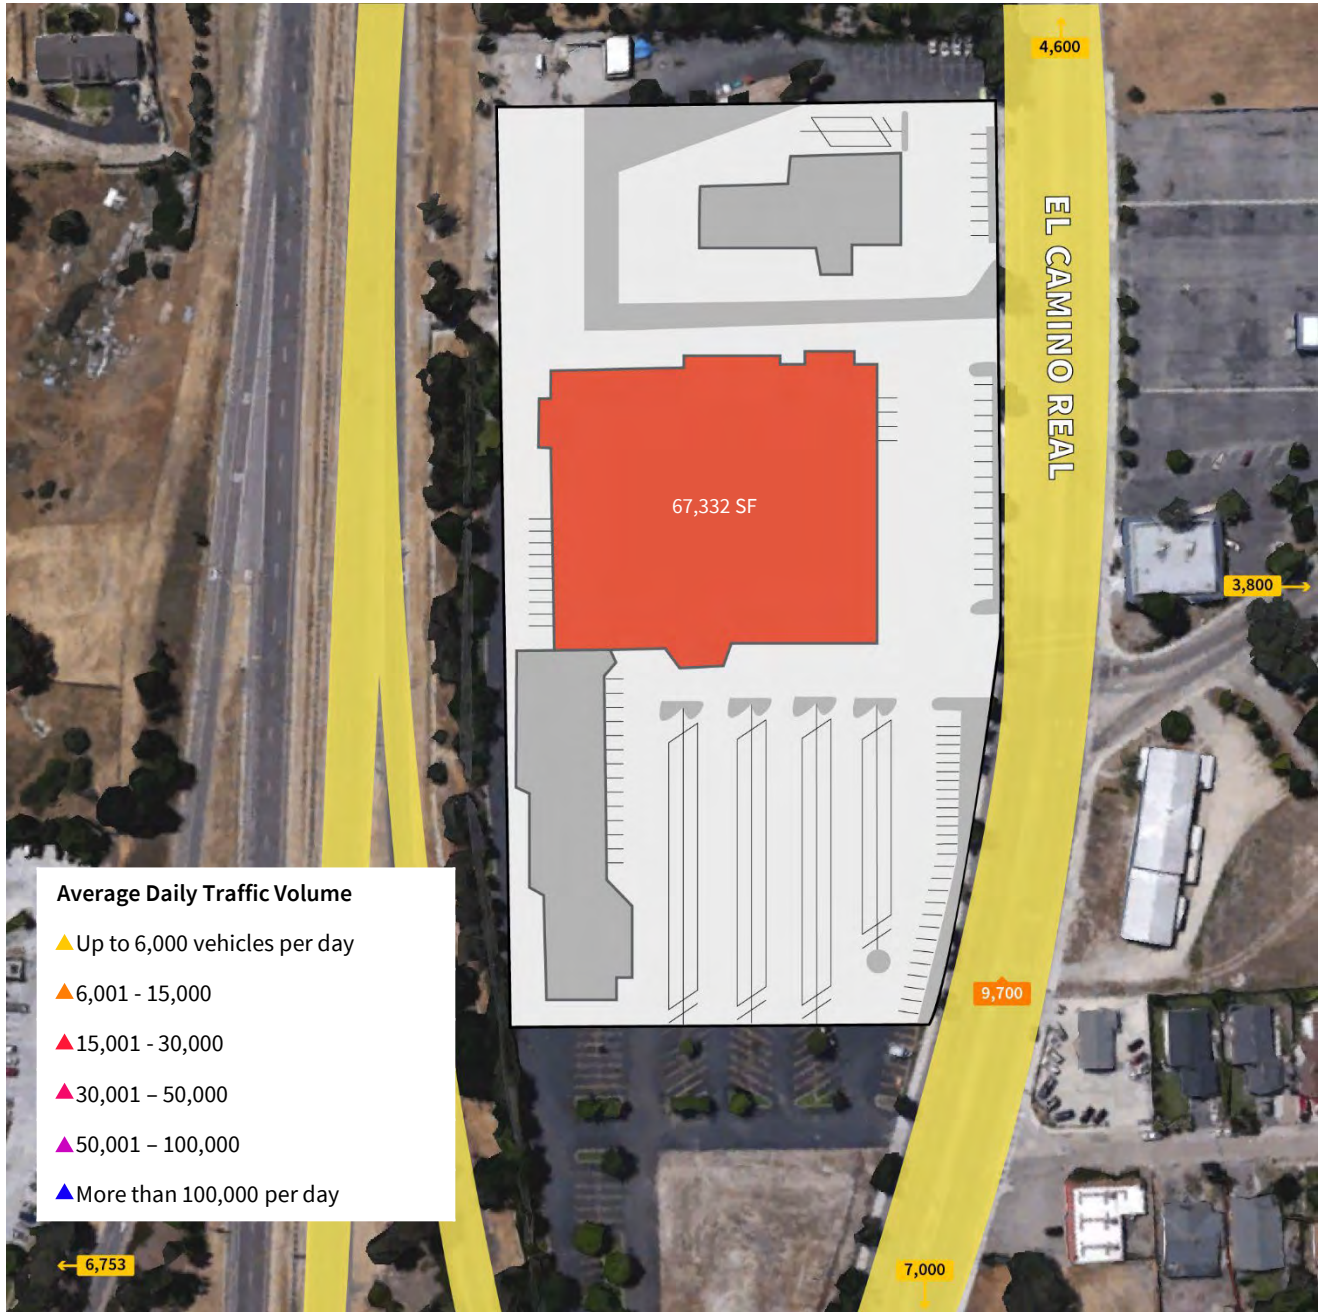 4,600
EL CAMINO REAL
67,332 SF
3,800
Average Daily Traffic Volume
Up to 6,000 vehicles per day
6,001 - 15,000
15,001 - 30,000
30,001 – 50,000
50,001 – 100,000
More than 100,000 per day
9,700
6,753
7,000